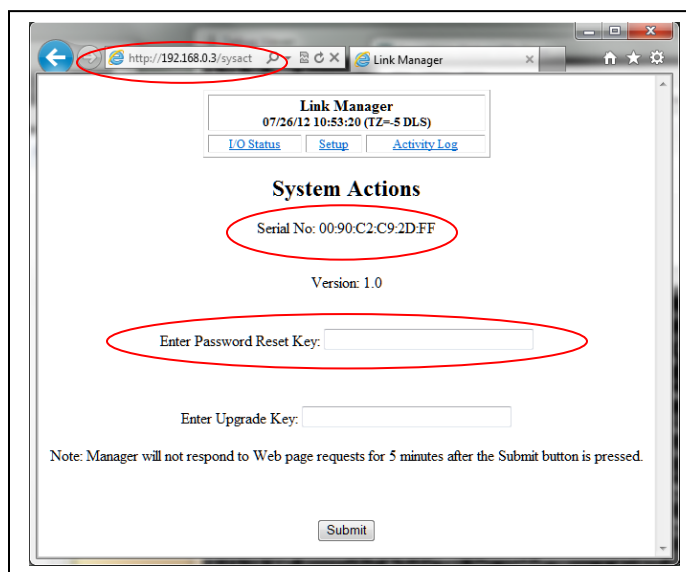 http://192.168.0.3/sysact
Link Manager
Link Manager
07/26/12 10:53:20 (TZ=-5 DLS)
I/O Status Setup Activity Log
System Actions
Serial No: 00:90:C2:C9:2D:FF
Version: 1.0
Enter Password Reset Key:
Enter Upgrade Key:
Note: Manager will not respond to Web page requests for 5 minutes after the Submit button is pressed.
Submit